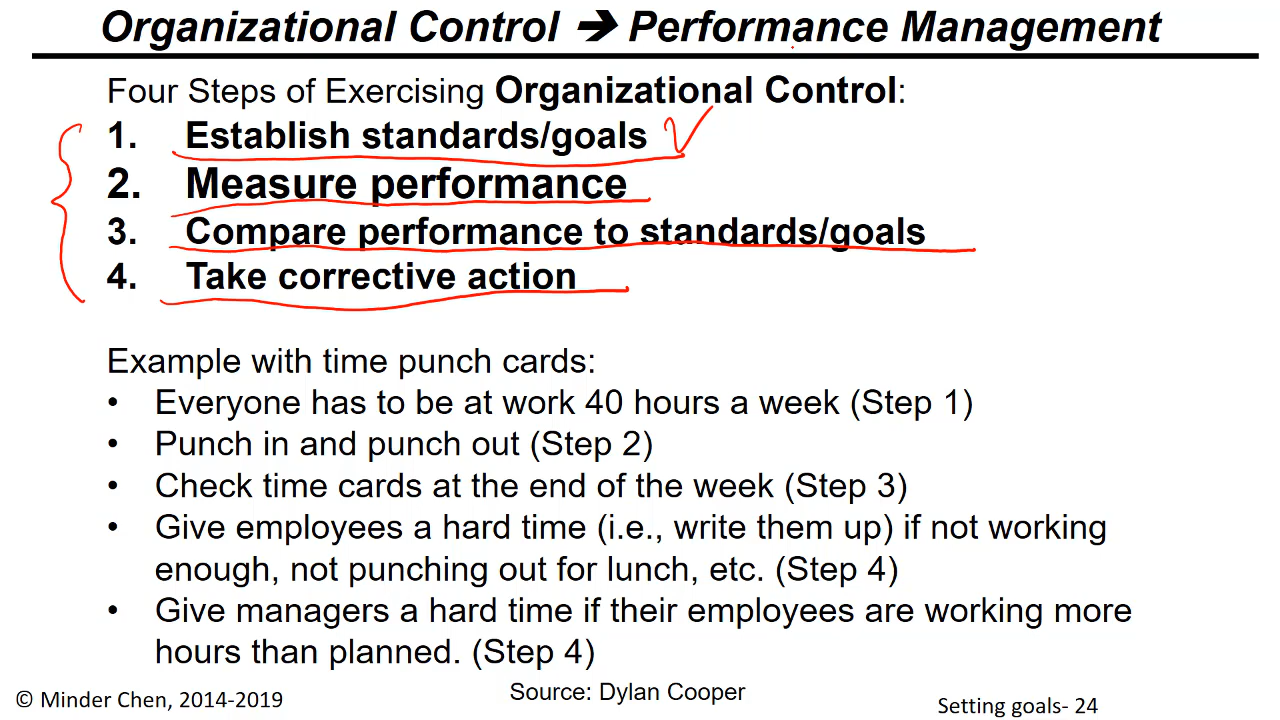 Organizational Control ➔ Performance Management
Four Steps of Exercising Organizational Control:
1. Establish standards/goals
2. Measure performance
3. Compare performance to standards/goals
4. Take corrective action
Example with time punch cards:
• Everyone has to be at work 40 hours a week (Step 1)
• Punch in and punch out (Step 2)
• Check time cards at the end of the week (Step 3)
• Give employees a hard time (i.e., write them up) if not working
enough, not punching out for lunch, etc. (Step 4)
• Give managers a hard time if their employees are working more
hours than planned. (Step 4)
© Minder Chen, 2014-2019
Source: Dylan Cooper
Setting goals- 24